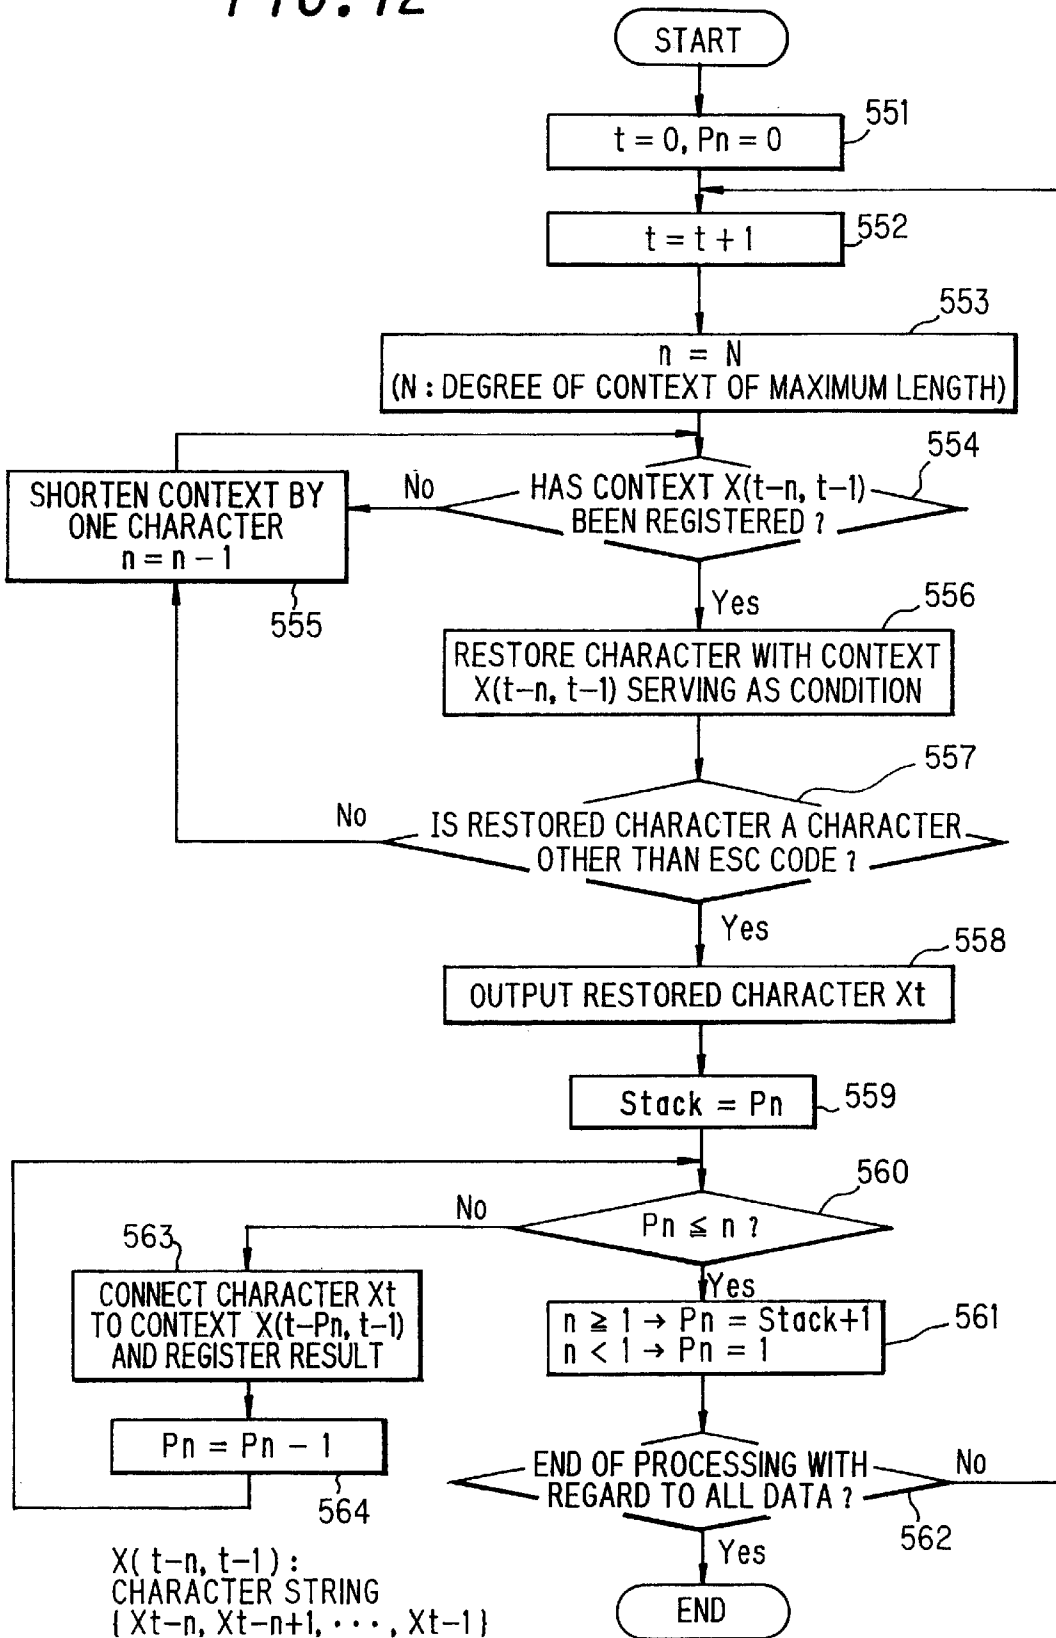 FIG. 12
START
551
t = 0, Pn = 0
552
t = t + 1
553
n = N
(N : DEGREE OF CONTEXT OF MAXIMUM LENGTH)
554
HAS CONTEXT X(t-n, t-1)
BEEN REGISTERED ?
No
SHORTEN CONTEXT BY
ONE CHARACTER
n = n - 1
555
Yes
556
RESTORE CHARACTER WITH CONTEXT
X(t-n, t-1) SERVING AS CONDITION
557
No
IS RESTORED CHARACTER A CHARACTER
OTHER THAN ESC CODE ?
Yes
558
OUTPUT RESTORED CHARACTER Xt
559
Stack = Pn
560
No
Pn ≦ n ?
563
Yes
CONNECT CHARACTER Xt
TO CONTEXT X(t-Pn, t-1)
AND REGISTER RESULT
n ≧ 1 → Pn = Stack+1
n < 1 → Pn = 1
561
Pn = Pn - 1
564
END OF PROCESSING WITH
REGARD TO ALL DATA ?
No
562
Yes
END
X( t-n, t-1) :
CHARACTER STRING
{ Xt-n, Xt-n+1, ···, Xt-1 }